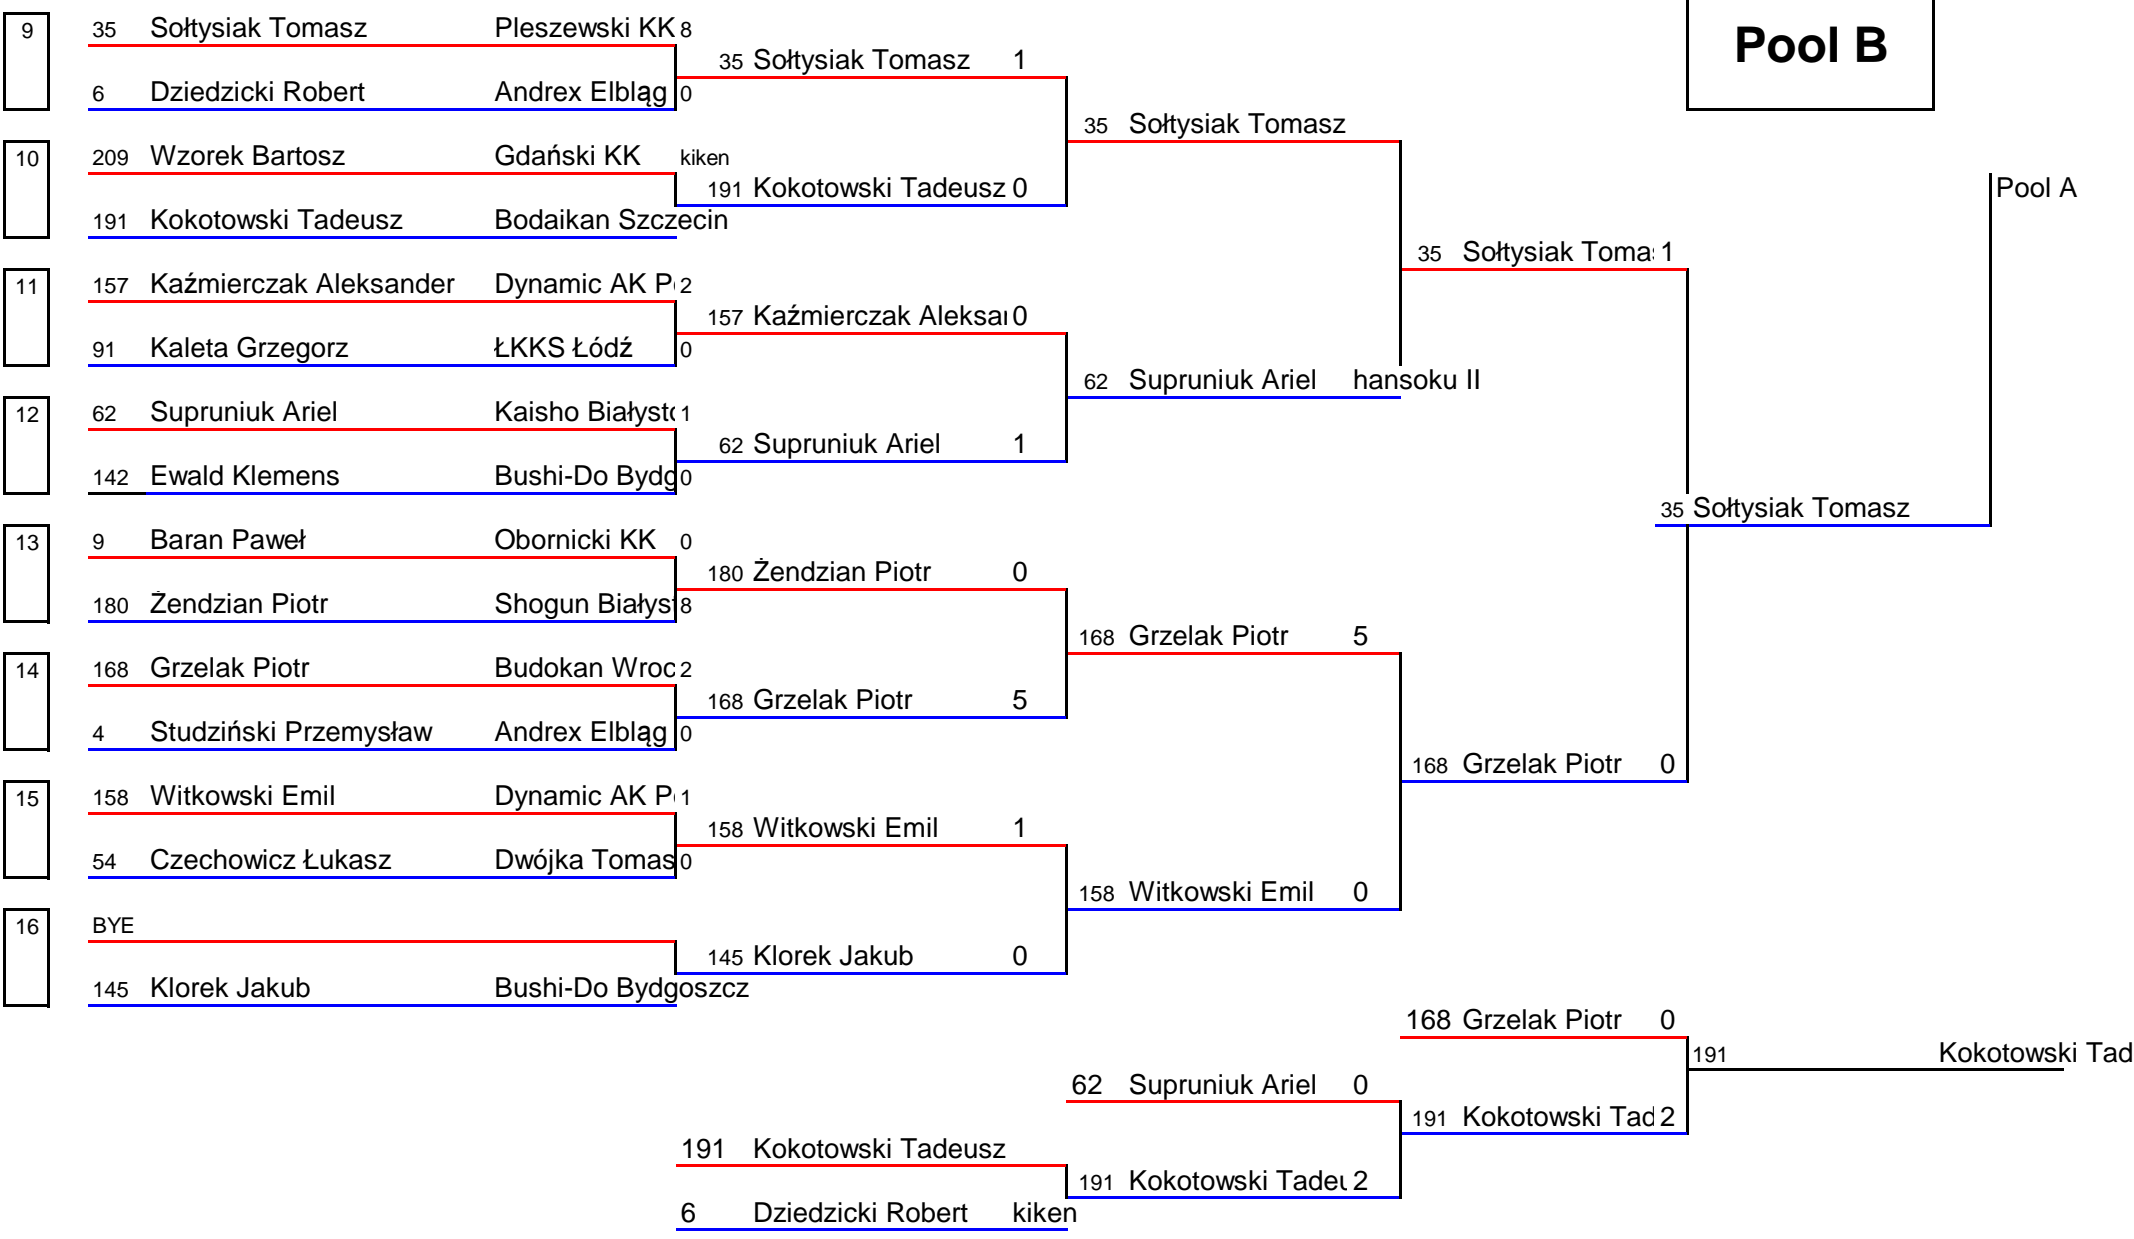 Pool B
9 35 Sołtysiak Tomasz Pleszewski KK 8
35 Sołtysiak Tomasz 1
6 Dziedzicki Robert Andrex Elbląg 0
35 Sołtysiak Tomasz
10 209 Wzorek Bartosz Gdański KK kiken
191 Kokotowski Tadeusz 0
Pool A
191 Kokotowski Tadeusz Bodaikan Szczecin
35 Sołtysiak Tomas 1
11 157 Kaźmierczak Aleksander Dynamic AK Po 2
157 Kaźmierczak Aleksan 0
91 Kaleta Grzegorz ŁKKS Łódź 0
62 Supruniuk Ariel hansoku II
12 62 Supruniuk Ariel Kaisho Białysto 1
62 Supruniuk Ariel 1
142 Ewald Klemens Bushi-Do Bydg 0
35 Sołtysiak Tomasz
13 9 Baran Paweł Obornicki KK 0
180 Żendzian Piotr 0
180 Żendzian Piotr Shogun Białyst 8
168 Grzelak Piotr 5
14 168 Grzelak Piotr Budokan Wroc 2
168 Grzelak Piotr 5
4 Studziński Przemysław Andrex Elbląg 0
168 Grzelak Piotr 0
15 158 Witkowski Emil Dynamic AK Po 1
158 Witkowski Emil 1
54 Czechowicz Łukasz Dwójka Tomas 0
158 Witkowski Emil 0
16 BYE
145 Klorek Jakub 0
145 Klorek Jakub Bushi-Do Bydgoszcz
168 Grzelak Piotr 0
191 Kokotowski Tad
62 Supruniuk Ariel 0
191 Kokotowski Tad 2
191 Kokotowski Tadeusz
191 Kokotowski Tadeu 2
6 Dziedzicki Robert kiken